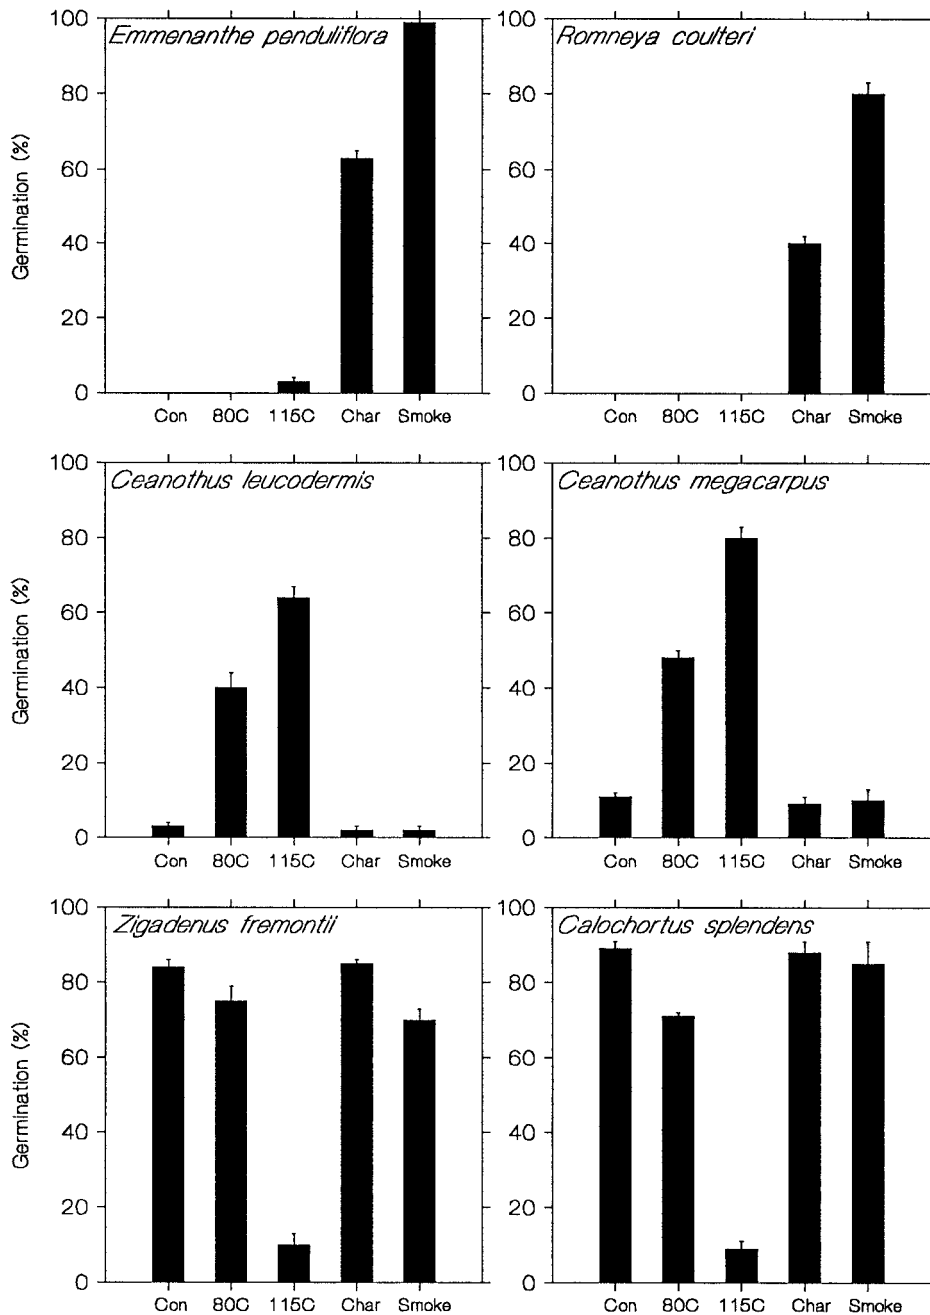 Emmenanthe penduliflora
Germination (%)
100
80
60
40
20
0
Con 80C 115C Char Smoke
Romneya coulteri
100
80
60
40
20
0
Con 80C 115C Char Smoke
Ceanothus leucodermis
Germination (%)
100
80
60
40
20
0
Con 80C 115C Char Smoke
Ceanothus megacarpus
100
80
60
40
20
0
Con 80C 115C Char Smoke
Zigadenus fremontii
Germination (%)
100
80
60
40
20
0
Con 80C 115C Char Smoke
Calochortus splendens
100
80
60
40
20
0
Con 80C 115C Char Smoke